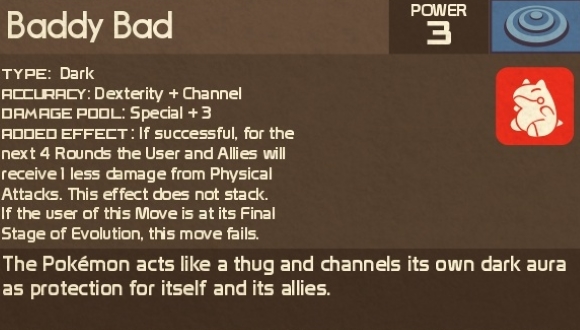 Baddy Bad
POWER
3
TYPE: Dark
ACCURACY: Dexterity + Channel
DAMAGE POOL: Special + 3
ADDED EFFECT: If successful, for the
next 4 Rounds the User and Allies will
receive 1 less damage from Physical
Attacks. This effect does not stack.
If the user of this Move is at its Final
Stage of Evolution, this move fails.
The Pokémon acts like a thug and channels its own dark aura
as protection for itself and its allies.